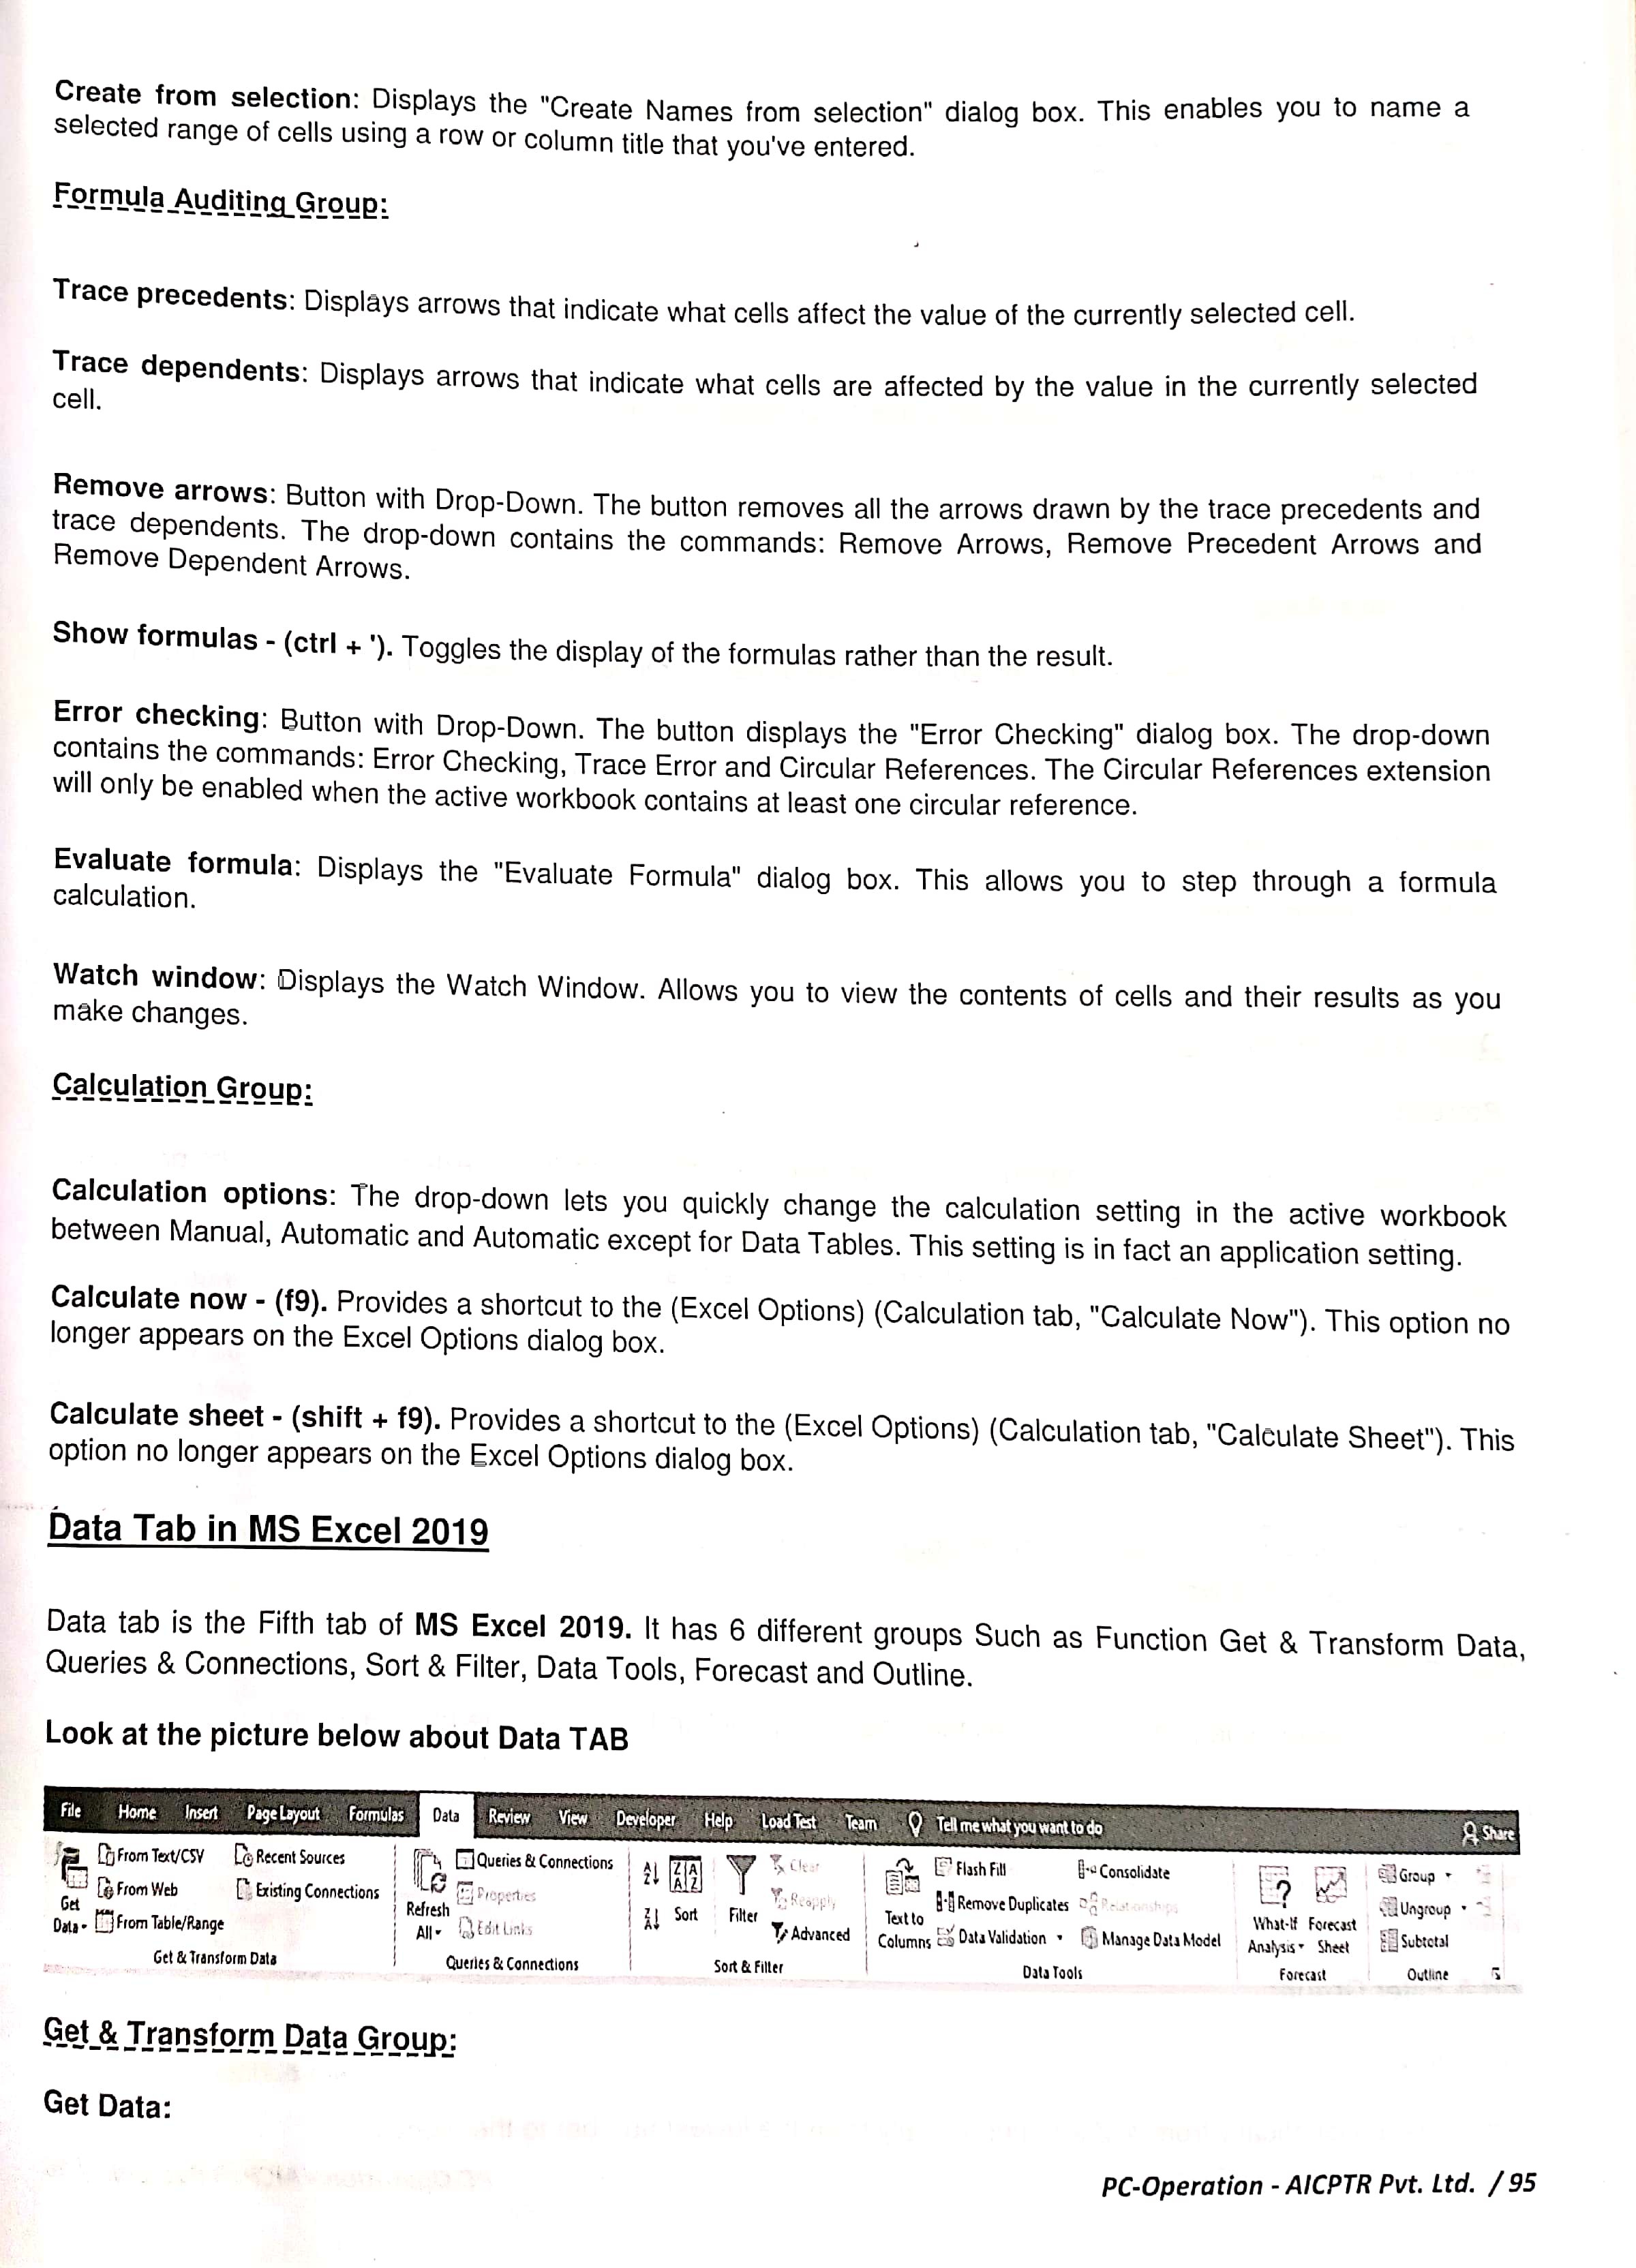 Create from selection: Displays the "Create Names from selection" dialog box. This enables you to name a
selected range of cells using a row or column title that you've entered.
Formula Auditing Group:
Trace precedents: Displays arrows that indicate what cells affect the value of the currently selected cell.
Trace dependents: Displays arrows that indicate what cells are affected by the value in the currently selected
cell.
Remove arrows: Button with Drop-Down. The button removes all the arrows drawn by the trace precedents and
trace dependents. The drop-down contains the commands: Remove Arrows, Remove Precedent Arrows and
Remove Dependent Arrows.
Show formulas - (ctrl + '). Toggles the display of the formulas rather than the result.
Error checking: Button with Drop-Down. The button displays the "Error Checking" dialog box. The drop-down
contains the commands: Error Checking, Trace Error and Circular References. The Circular References extension
will only be enabled when the active workbook contains at least one circular reference.
Evaluate formula: Displays the "Evaluate Formula" dialog box. This allows you to step through a formula
calculation.
Watch window: Displays the Watch Window. Allows you to view the contents of cells and their results as you
make changes.
Calculation Group:
Calculation options: The drop-down lets you quickly change the calculation setting in the active workbook
between Manual, Automatic and Automatic except for Data Tables. This setting is in fact an application setting.
Calculate now - (f9). Provides a shortcut to the (Excel Options) (Calculation tab, "Calculate Now"). This option no
longer appears on the Excel Options dialog box.
Calculate sheet - (shift + f9). Provides a shortcut to the (Excel Options) (Calculation tab, "Calculate Sheet"). This
option no longer appears on the Excel Options dialog box.
Data Tab in MS Excel 2019
Data tab is the Fifth tab of MS Excel 2019. It has 6 different groups Such as Function Get & Transform Data,
Queries & Connections, Sort & Filter, Data Tools, Forecast and Outline.
Look at the picture below about Data TAB
File Home Insert Page Layout Formulas Data Review View Developer Help Load Test Team Tell me what you want to do Share
From Text/CSV Recent Sources Queries & Connections Clear Flash Fill Consolidate Group
From Web Existing Connections Properties Reapply Remove Duplicates Relationships Ungroup
From Table/Range Edit Links Advanced Data Validation Manage Data Model Subtotal
Get Data Refresh All Sort Filter Text to Columns What-If Analysis Forecast Sheet
Get & Transform Data Queries & Connections Sort & Filter Data Tools Forecast Outline
Get & Transform Data Group:
Get Data:
PC-Operation - AICPTR Pvt. Ltd. / 95